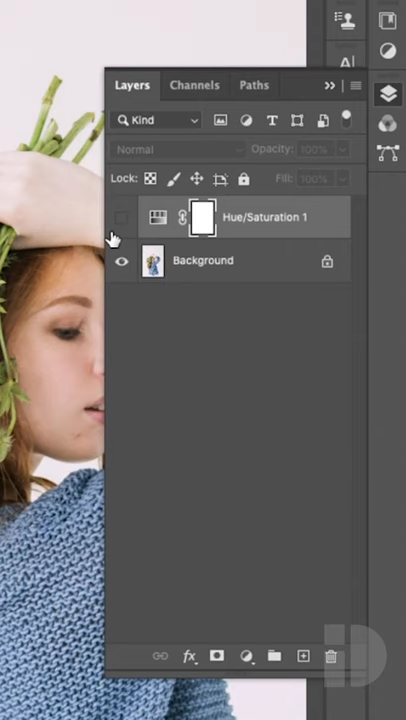 A|
Layers Channels Paths
Kind
T
Normal Opacity: 100%
Lock: Fill: 100%
Hue/Saturation 1
Background
fx